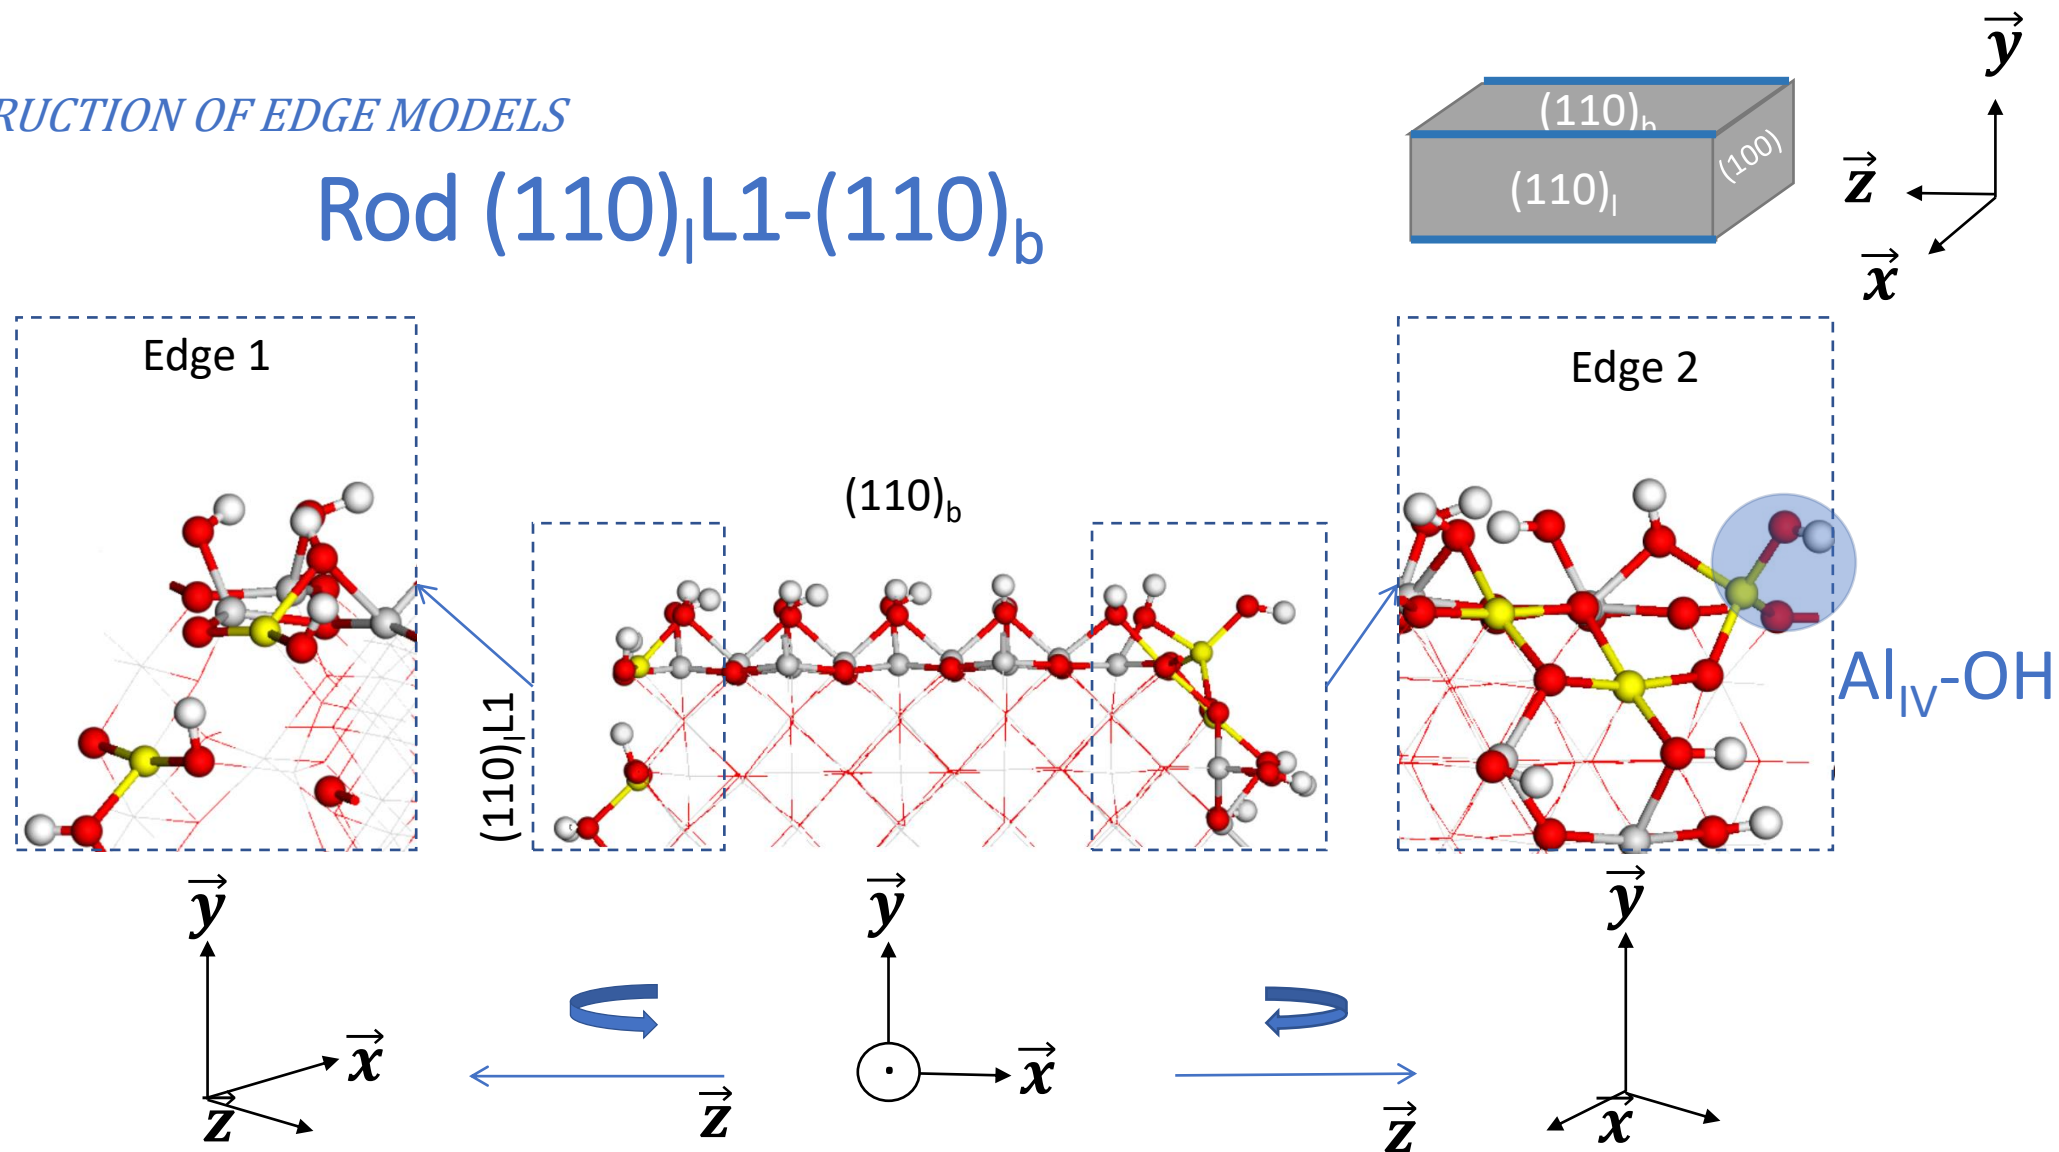 RUCTION OF EDGE MODELS
Rod (110)lL1-(110)b
(110)b
(110)l
(100)
y
z
x
Edge 1
Edge 2
(110)b
(110)lL1
AlIV-OH
y
x
z
y
x
z
y
x
z